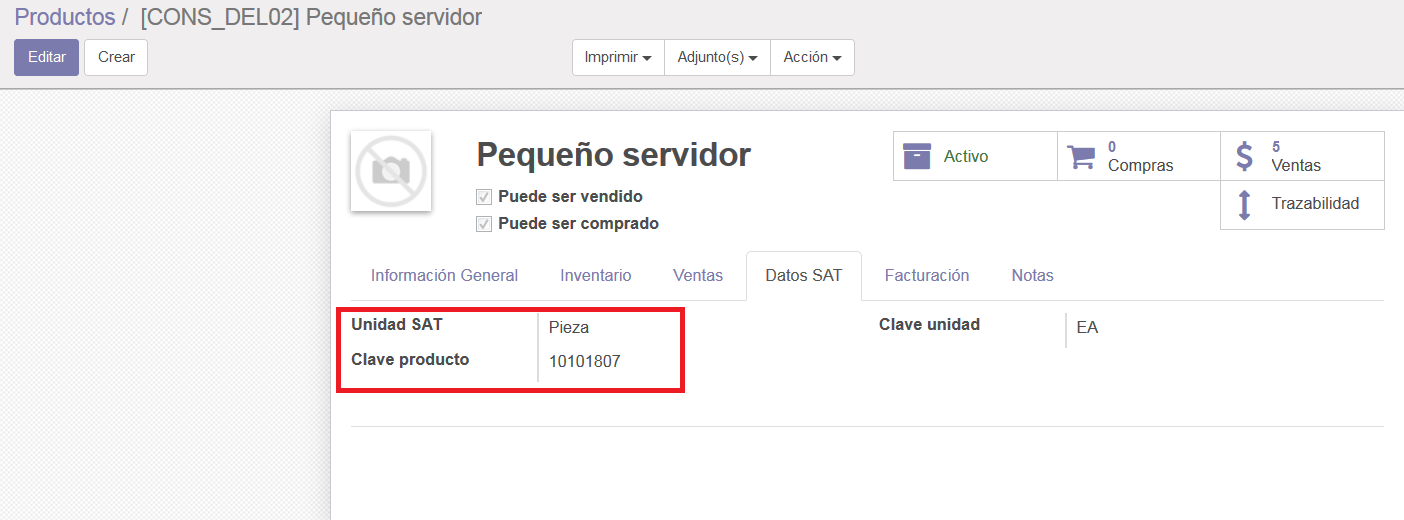 Productos / [CONS_DEL02] Pequeño servidor
Editar Crear Imprimir Adjunto(s) Acción
Pequeño servidor
Puede ser vendido
Puede ser comprado
Activo
0
Compras
5
Ventas
Trazabilidad
Información General Inventario Ventas Datos SAT Facturación Notas
Unidad SAT Pieza Clave unidad EA
Clave producto 10101807